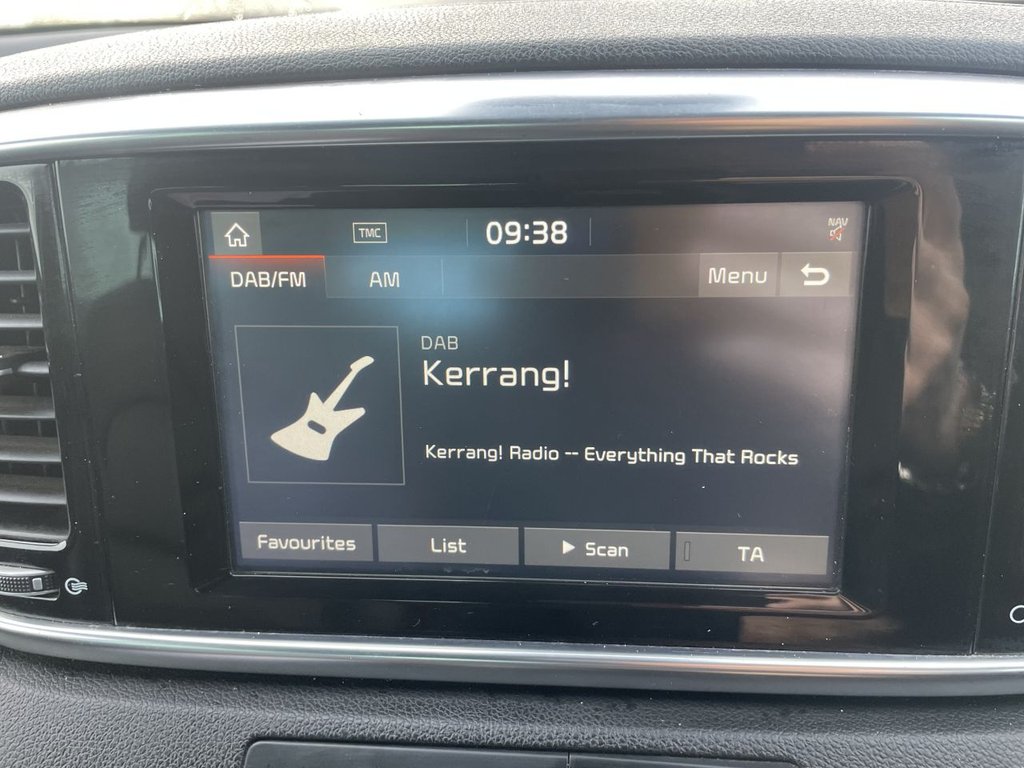 TMC
09:38
NAV
DAB/FM
AM
Menu
DAB
Kerrang!
Kerrang! Radio -- Everything That Rocks
Favourites
List
Scan
TA